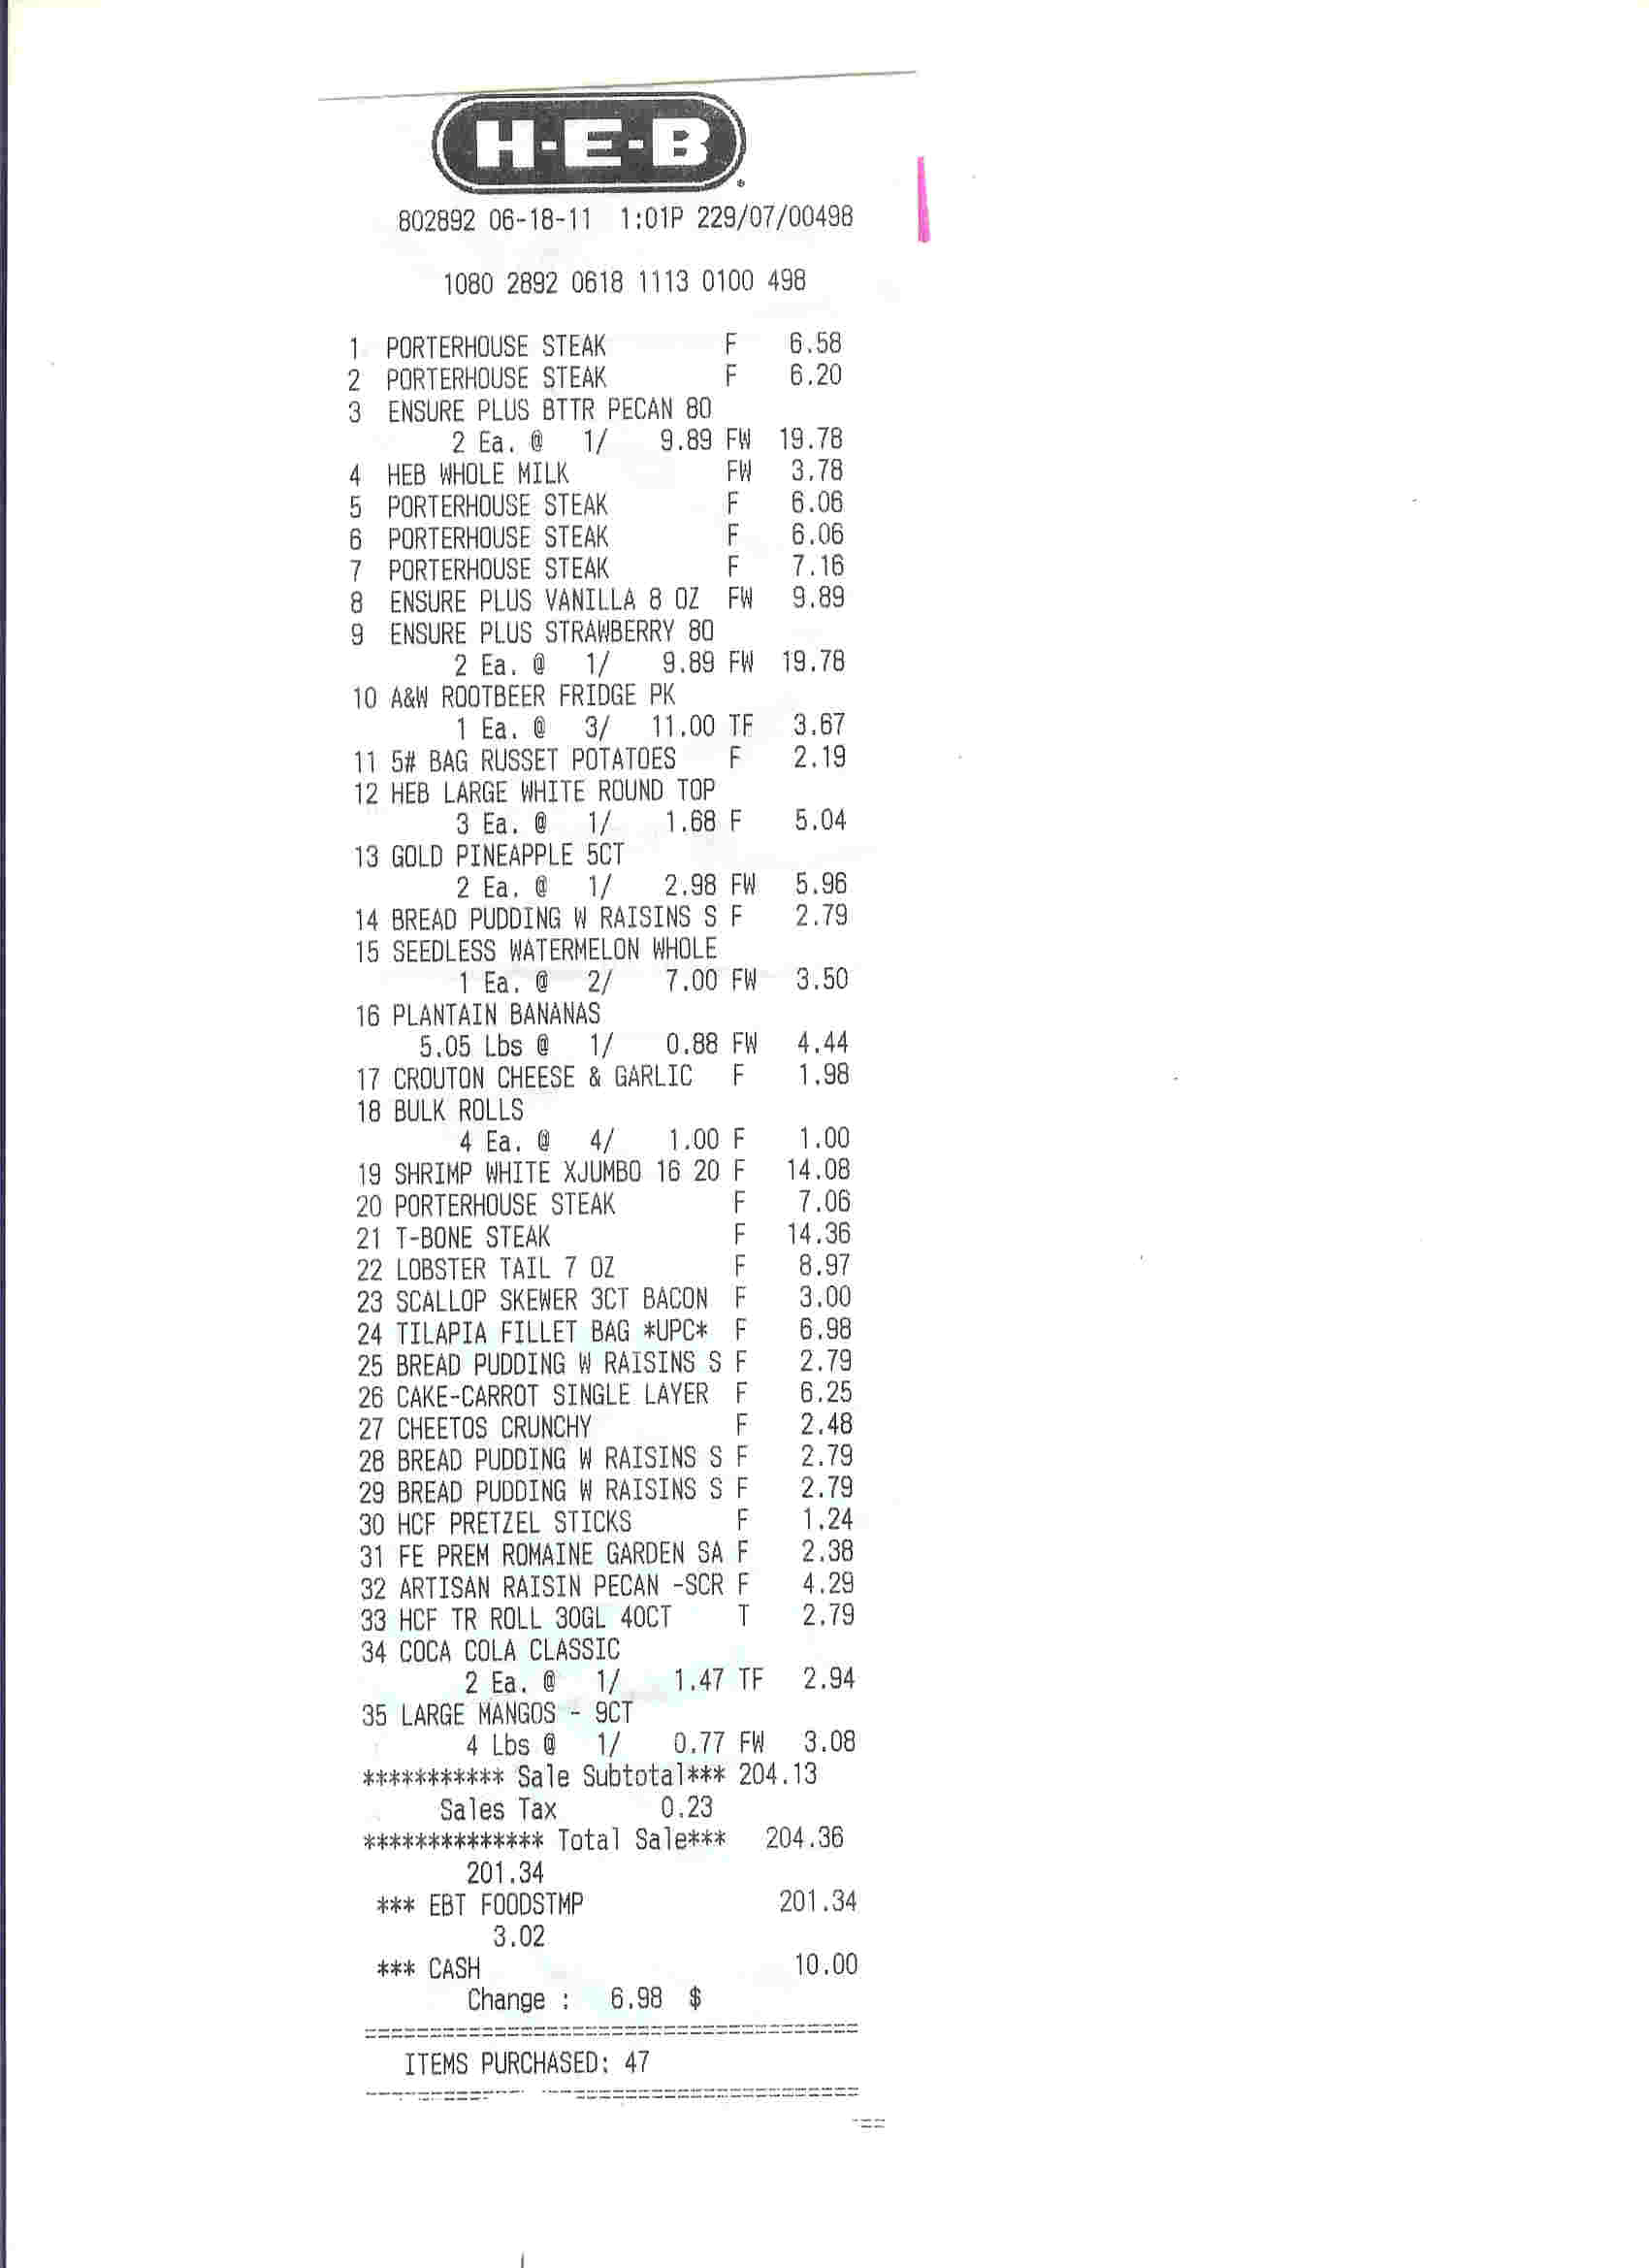 H-E-B
802892 06-18-11 1:01P 229/07/00498
1080 2892 0618 1113 0100 498
1 PORTERHOUSE STEAK F 6.58
2 PORTERHOUSE STEAK F 6.20
3 ENSURE PLUS BTTR PECAN 8O
2 Ea. @ 1/ 9.89 FW 19.78
4 HEB WHOLE MILK FW 3.78
5 PORTERHOUSE STEAK F 6.06
6 PORTERHOUSE STEAK F 6.06
7 PORTERHOUSE STEAK F 7.16
8 ENSURE PLUS VANILLA 8 OZ FW 9.89
9 ENSURE PLUS STRAWBERRY 8O
2 Ea. @ 1/ 9.89 FW 19.78
10 A&W ROOTBEER FRIDGE PK
1 Ea. @ 3/ 11.00 TF 3.67
11 5# BAG RUSSET POTATOES F 2.19
12 HEB LARGE WHITE ROUND TOP
3 Ea. @ 1/ 1.68 F 5.04
13 GOLD PINEAPPLE 5CT
2 Ea. @ 1/ 2.98 FW 5.96
14 BREAD PUDDING W RAISINS S F 2.79
15 SEEDLESS WATERMELON WHOLE
1 Ea. @ 2/ 7.00 FW 3.50
16 PLANTAIN BANANAS
5.05 Lbs @ 1/ 0.88 FW 4.44
17 CROUTON CHEESE & GARLIC F 1.98
18 BULK ROLLS
4 Ea. @ 4/ 1.00 F 1.00
19 SHRIMP WHITE XJUMBO 16 20 F 14.08
20 PORTERHOUSE STEAK F 7.06
21 T-BONE STEAK F 14.36
22 LOBSTER TAIL 7 OZ F 8.97
23 SCALLOP SKEWER 3CT BACON F 3.00
24 TILAPIA FILLET BAG *UPC* F 6.98
25 BREAD PUDDING W RAISINS S F 2.79
26 CAKE-CARROT SINGLE LAYER F 6.25
27 CHEETOS CRUNCHY F 2.48
28 BREAD PUDDING W RAISINS S F 2.79
29 BREAD PUDDING W RAISINS S F 2.79
30 HCF PRETZEL STICKS F 1.24
31 FE PREM ROMAINE GARDEN SA F 2.38
32 ARTISAN RAISIN PECAN -SCR F 4.29
33 HCF TR ROLL 30GL 40CT T 2.79
34 COCA COLA CLASSIC
2 Ea. @ 1/ 1.47 TF 2.94
35 LARGE MANGOS - 9CT
4 Lbs @ 1/ 0.77 FW 3.08
*********** Sale Subtotal*** 204.13
Sales Tax 0.23
************** Total Sale*** 204.36
201.34
*** EBT FOODSTMP 201.34
3.02
*** CASH 10.00
Change : 6.98 $
======================================
ITEMS PURCHASED: 47